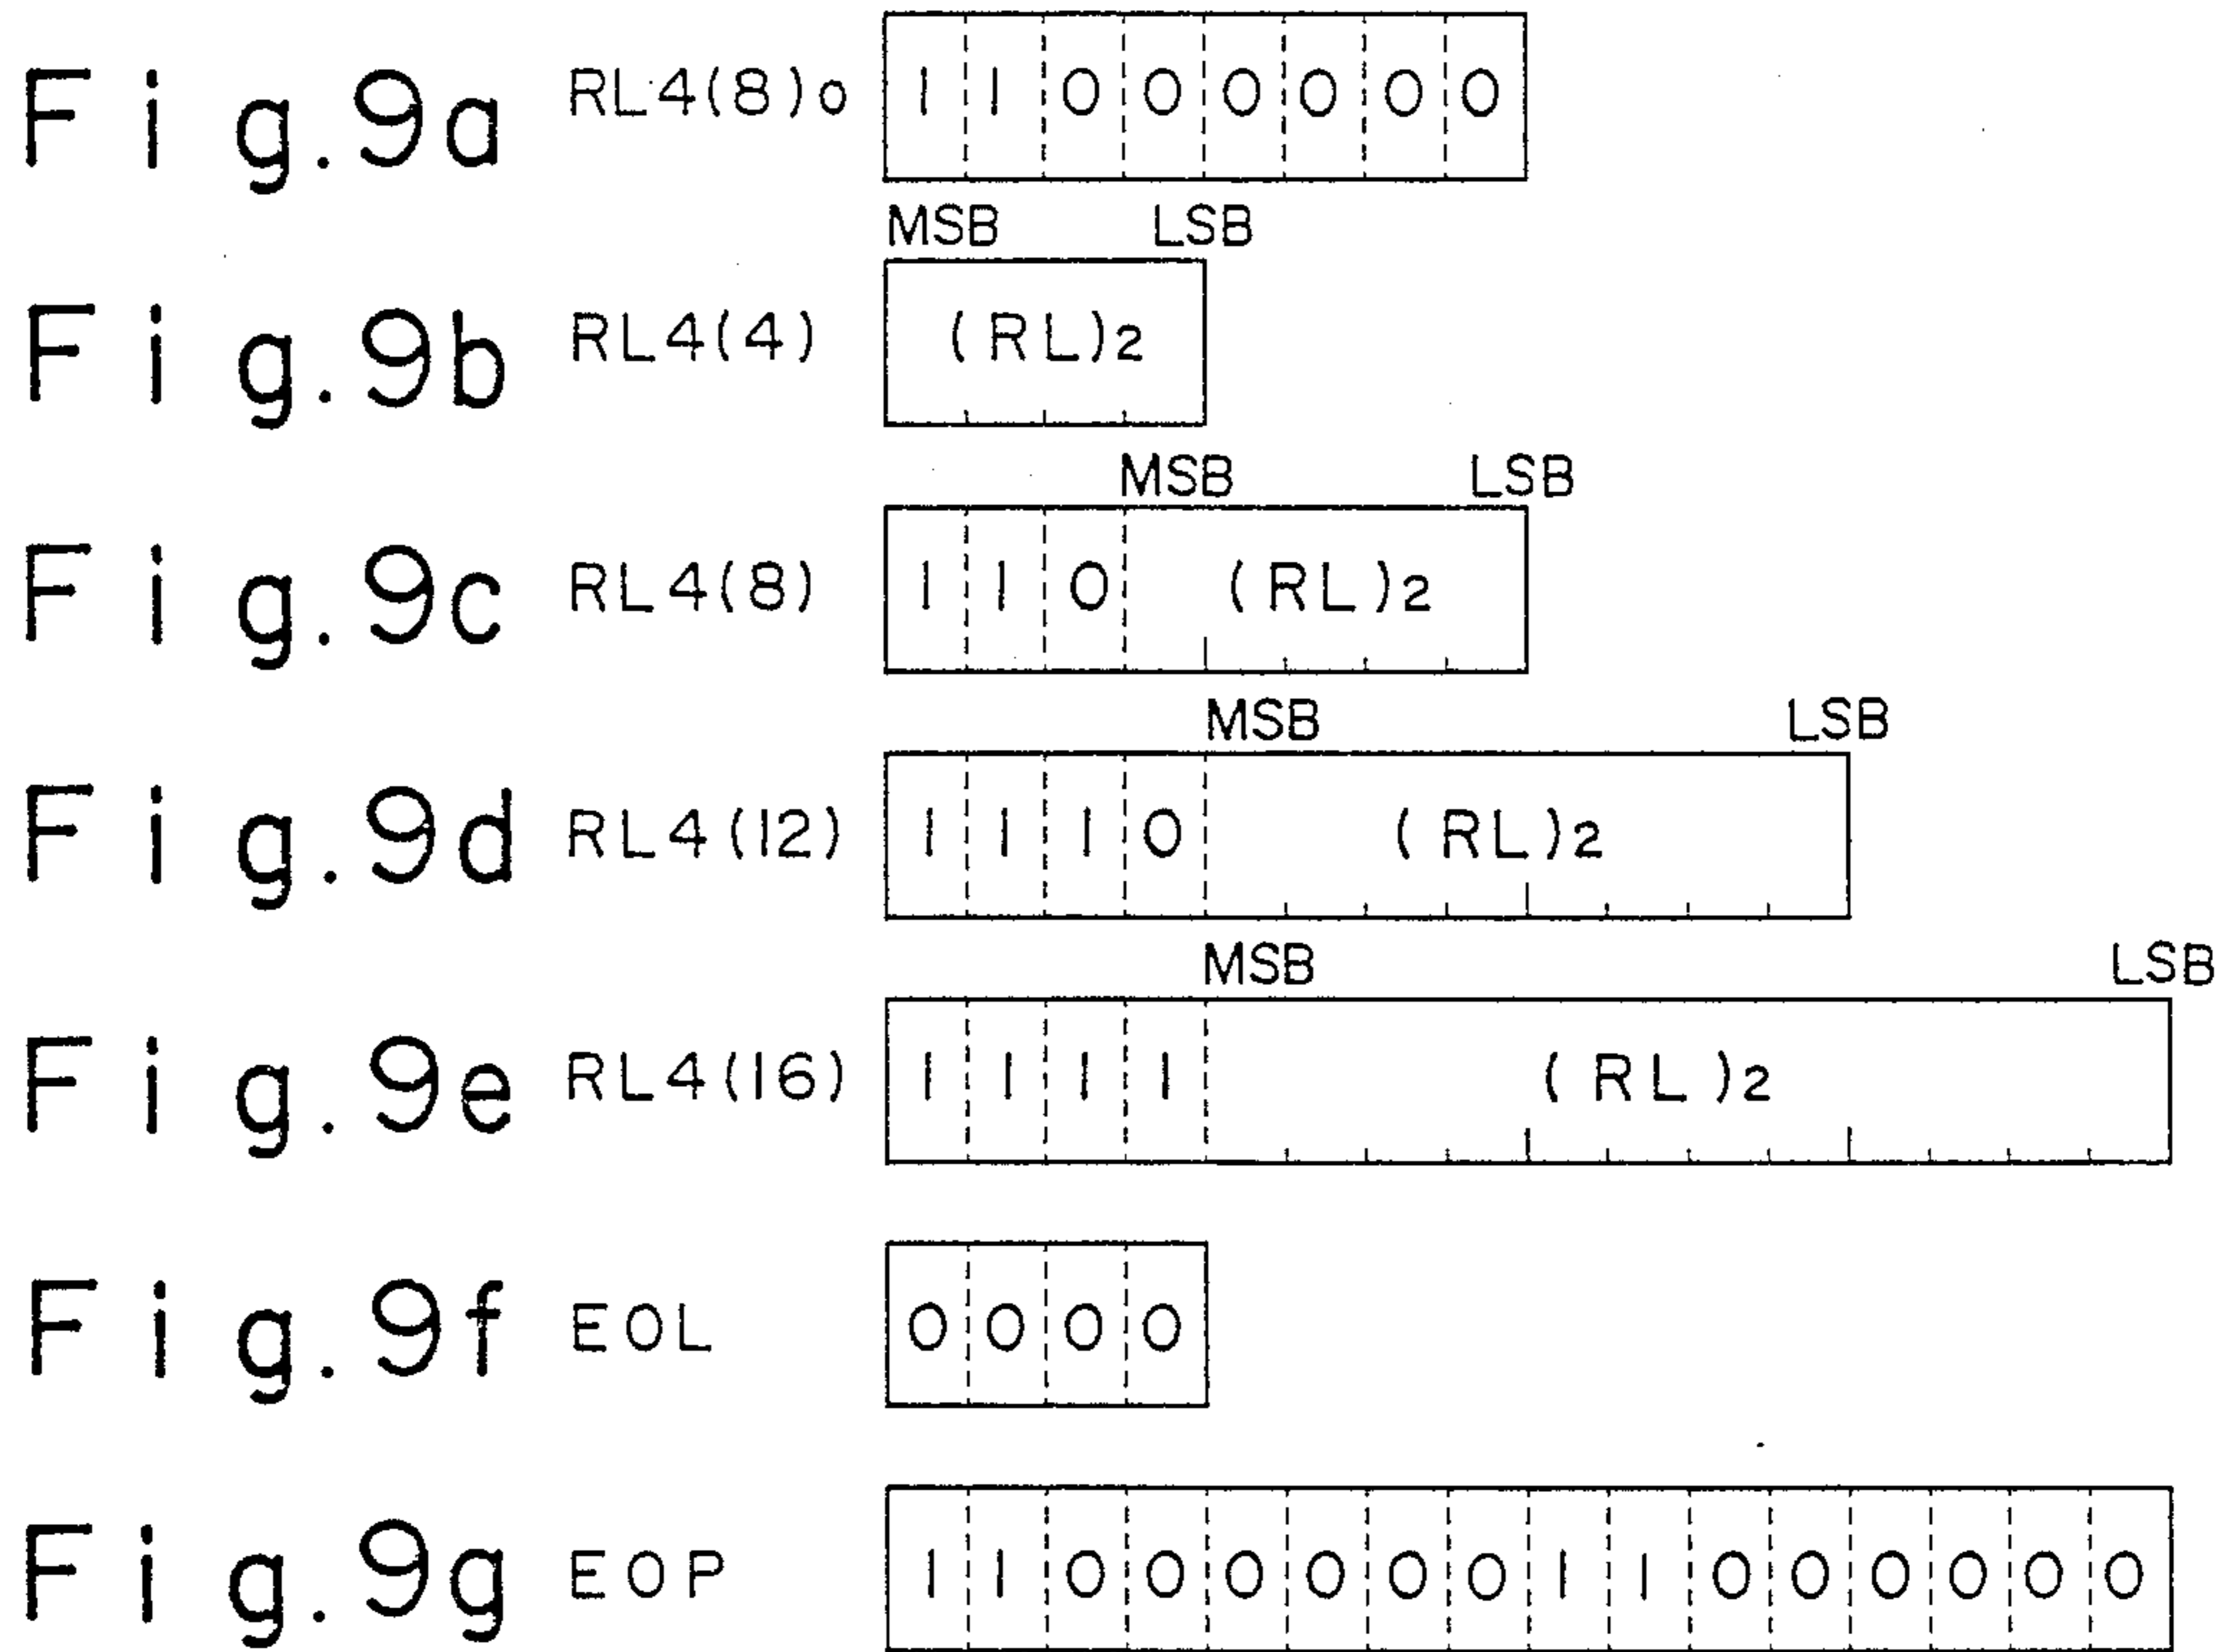 Fig.9a RL4(8)0 1 1 0 0 0 0 0 0
MSB LSB
Fig.9b RL4(4) (RL)2
MSB LSB
Fig.9c RL4(8) 1 1 0 (RL)2
MSB LSB
Fig.9d RL4(12) 1 1 1 0 (RL)2
MSB LSB
Fig.9e RL4(16) 1 1 1 1 (RL)2
Fig.9f EOL 0 0 0 0
Fig.9g EOP 1 1 0 0 0 0 0 0 1 1 0 0 0 0 0 0